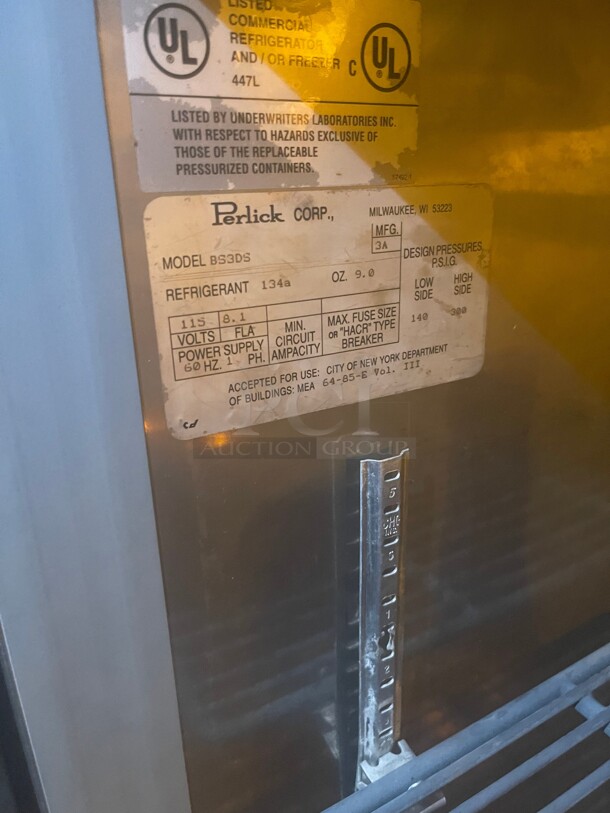 UL
LISTED
COMMERCIAL
REFRIGERATOR
AND / OR FREEZER
447L
C UL
LISTED BY UNDERWRITERS LABORATORIES INC.
WITH RESPECT TO HAZARDS EXCLUSIVE OF
THOSE OF THE REPLACEABLE
PRESSURIZED CONTAINERS.
Perlick CORP., MILWAUKEE, WI 53223
MFG.
3A
MODEL BS3DS
DESIGN PRESSURES
P.S.I.G.
REFRIGERANT 134a OZ. 9.0
LOW SIDE HIGH SIDE
140 300
115 8.1
VOLTS FLA
POWER SUPPLY
60 HZ. 1 PH.
MIN.
CIRCUIT
AMPACITY
MAX. FUSE SIZE
OR "HACR" TYPE
BREAKER
ACCEPTED FOR USE: CITY OF NEW YORK DEPARTMENT
OF BUILDINGS: MEA 64-85-E Vol. III
cd
AUCTION GROUP
5
2
1